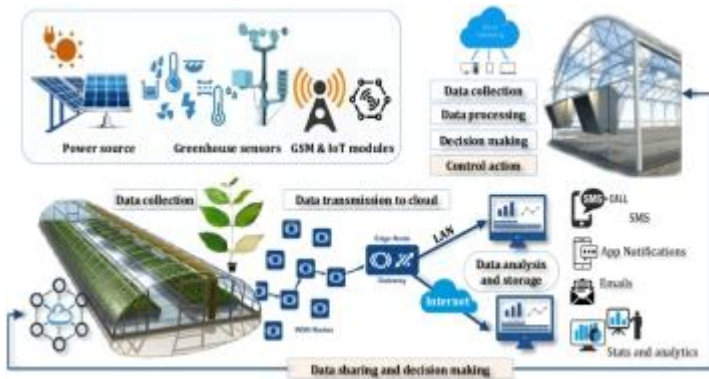 Data collection
Data processing
Decision making
Control action
Power source
Greenhouse sensors
GSM & IoT modules
Data collection
Data transmission to cloud
Edge Node
Gateway
LAN
Internet
WSN Nodes
Data analysis
and storage
SMS
CALL
SMS
App Notifications
Emails
Stats and analytics
Data sharing and decision making